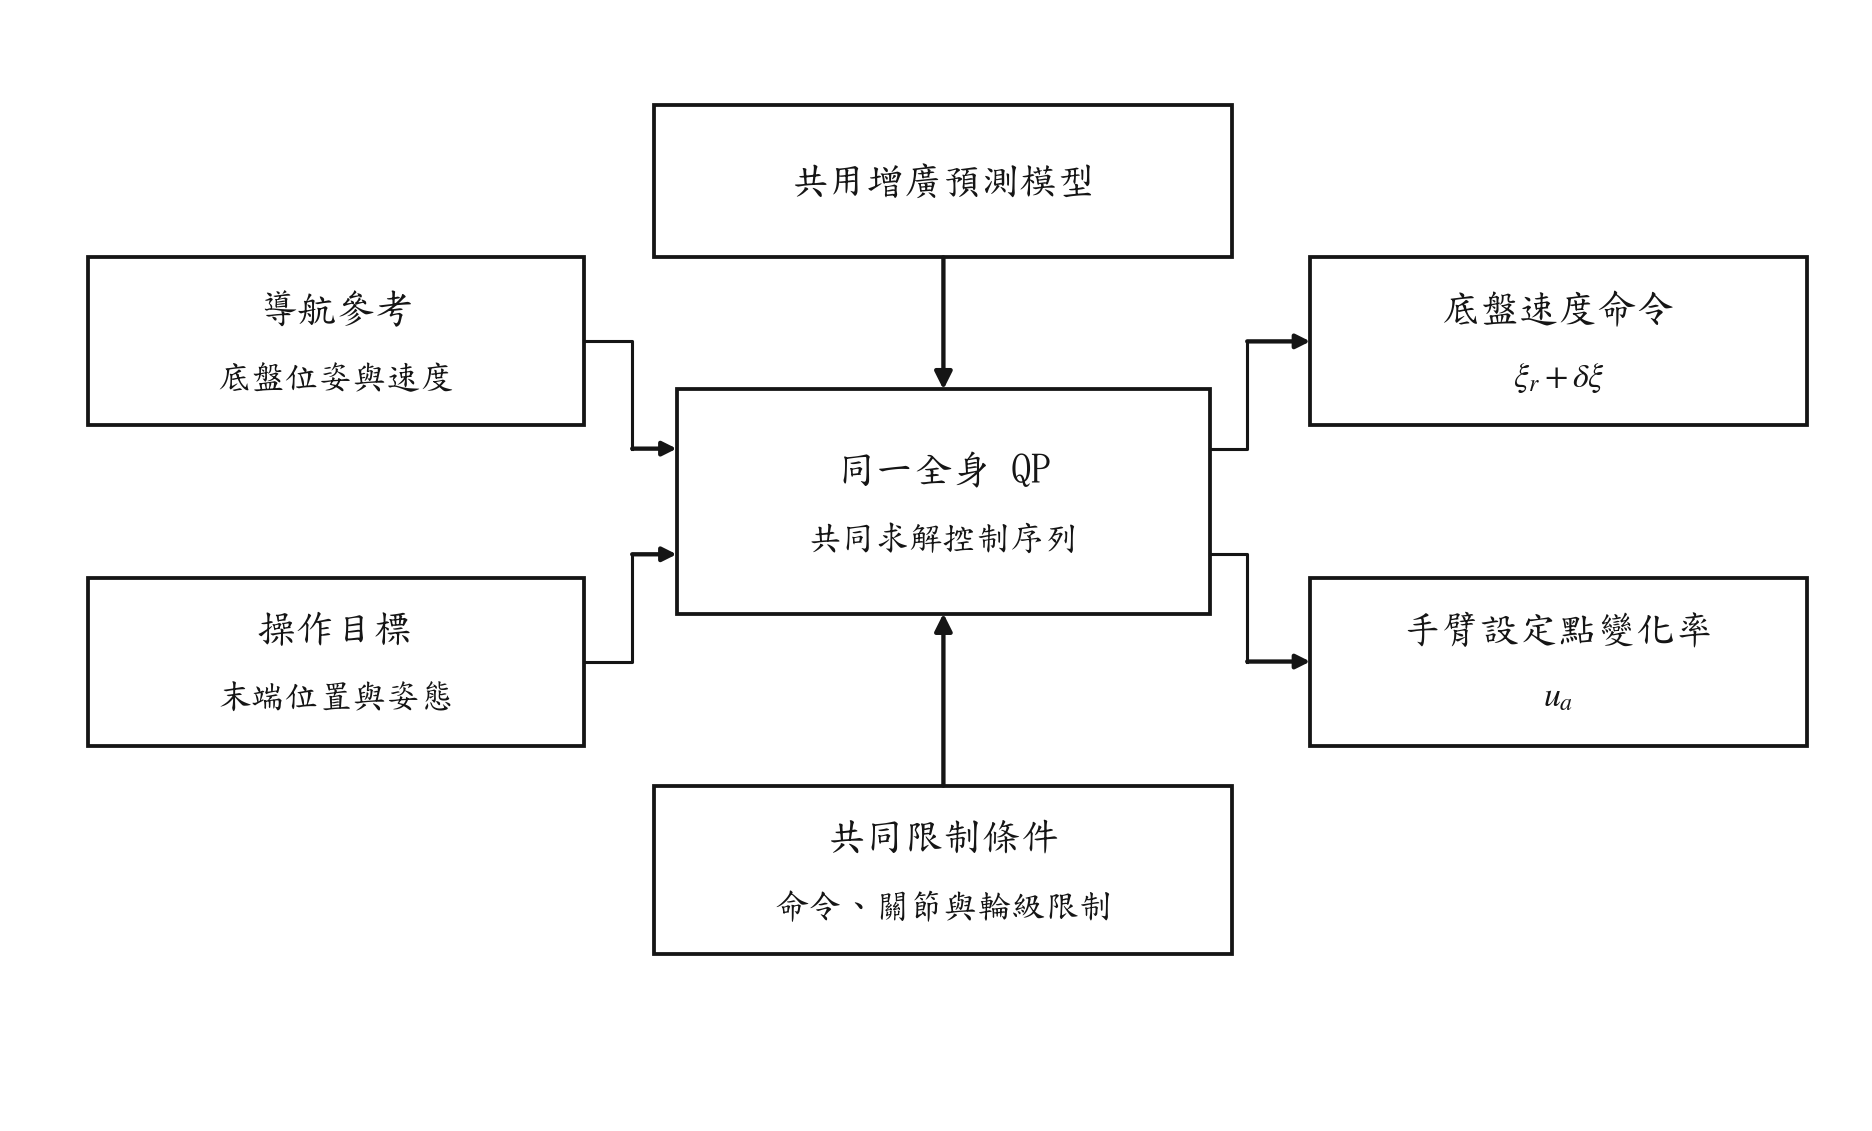 共用增廣預測模型
導航參考
底盤位姿與速度
底盤速度命令
ξr + δξ
同一全身 QP
共同求解控制序列
操作目標
末端位置與姿態
手臂設定點變化率
ua
共同限制條件
命令、關節與輪級限制